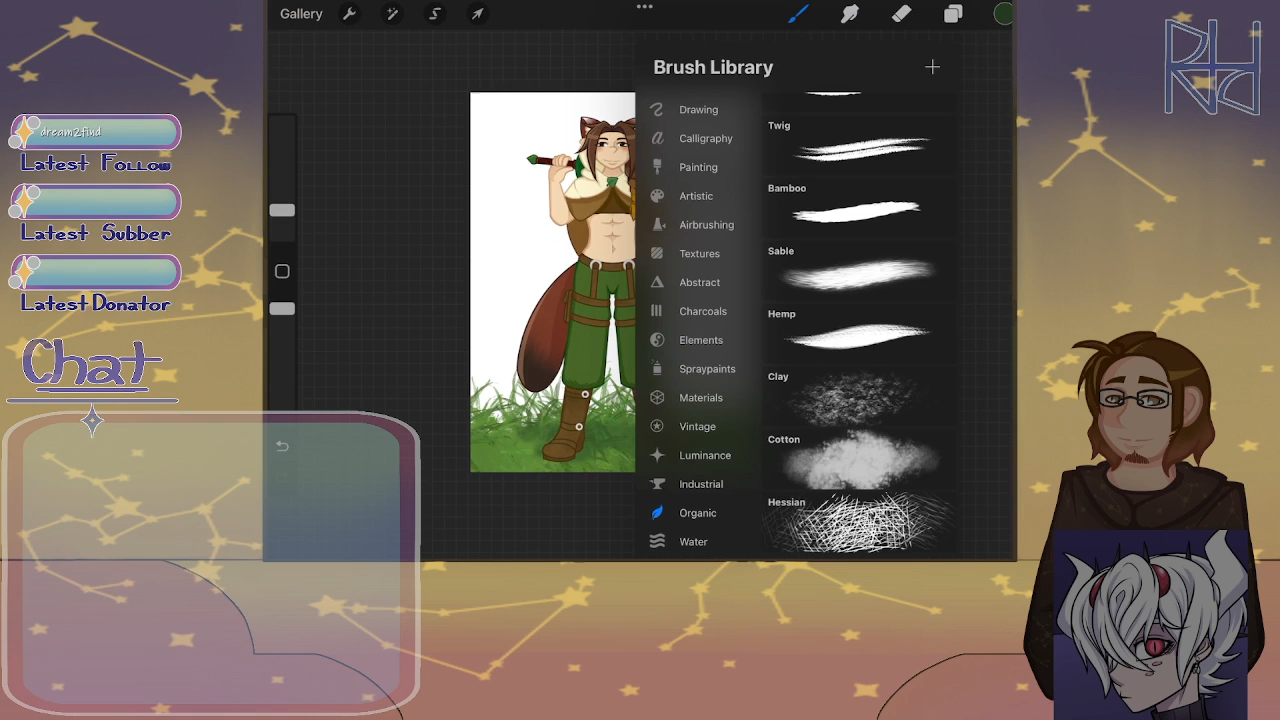 Gallery
Brush Library
Drawing
Calligraphy
Painting
Artistic
Airbrushing
Textures
Abstract
Charcoals
Elements
Spraypaints
Materials
Vintage
Luminance
Industrial
Organic
Water
Twig
Bamboo
Sable
Hemp
Clay
Cotton
Hessian
dream2find
Latest Follow
Latest Subber
Latest Donator
Chat